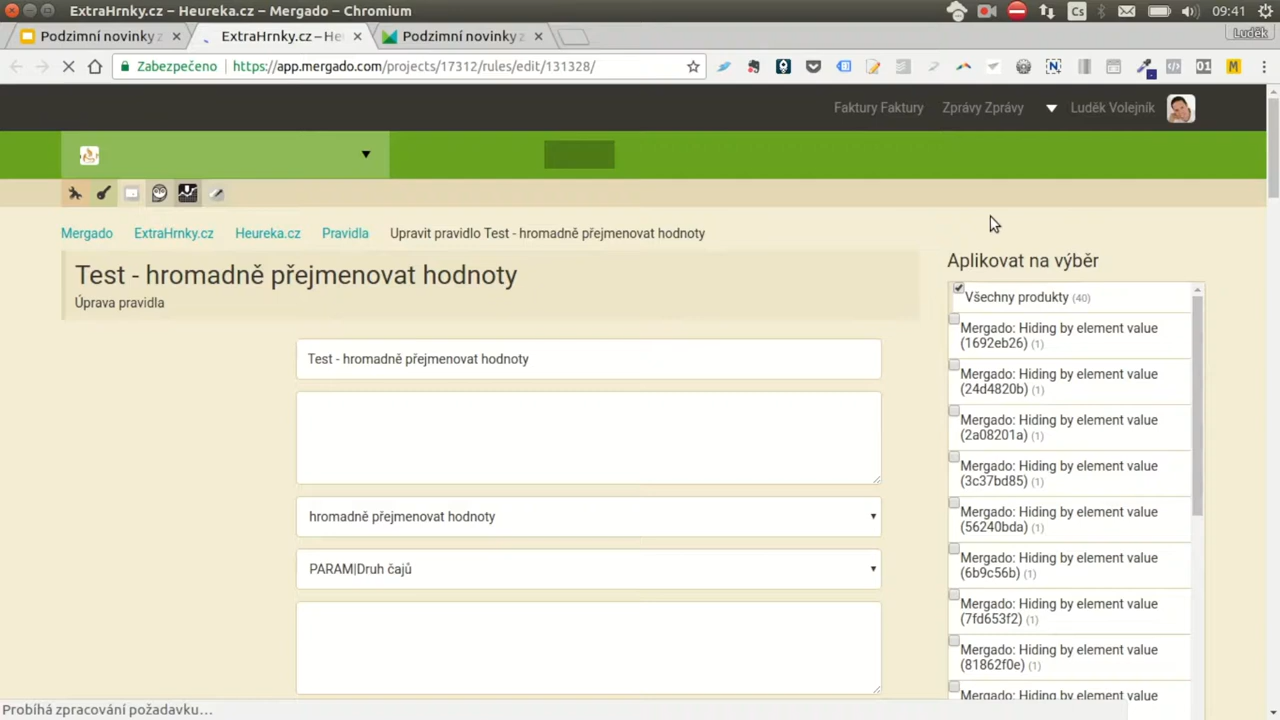 ExtraHrnky.cz – Heureka.cz – Mergado – Chromium
Cs
09:41
Podzimní novinky z
ExtraHrnky.cz – He
Podzimní novinky z
Luděk
Zabezpečeno
https://app.mergado.com/projects/17312/rules/edit/131328/
N
01
M
Faktury Faktury
Zprávy Zprávy
Luděk Volejník
Mergado
ExtraHrnky.cz
Heureka.cz
Pravidla
Upravit pravidlo Test - hromadně přejmenovat hodnoty
Test - hromadně přejmenovat hodnoty
Úprava pravidla
Test - hromadně přejmenovat hodnoty
hromadně přejmenovat hodnoty
PARAM|Druh čajů
Aplikovat na výběr
Všechny produkty (40)
Mergado: Hiding by element value
(1692eb26) (1)
Mergado: Hiding by element value
(24d4820b) (1)
Mergado: Hiding by element value
(2a08201a) (1)
Mergado: Hiding by element value
(3c37bd85) (1)
Mergado: Hiding by element value
(56240bda) (1)
Mergado: Hiding by element value
(6b9c56b) (1)
Mergado: Hiding by element value
(7fd653f2) (1)
Mergado: Hiding by element value
(81862f0e) (1)
Mergado: Hiding by element value
Probíhá zpracování požadavku…